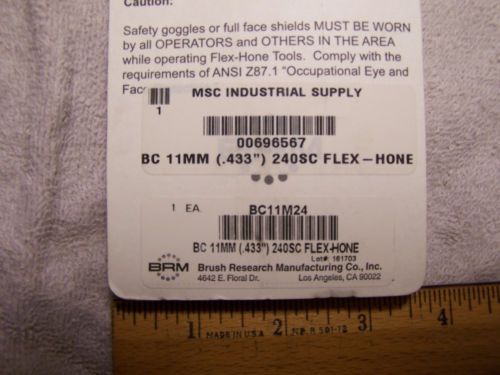 Caution:
Safety goggles or full face shields MUST BE WORN
by all OPERATORS and OTHERS IN THE AREA
while operating Flex-Hone Tools. Comply with the
requirements of ANSI Z87.1 "Occupational Eye and
Face
MSC INDUSTRIAL SUPPLY
1
00696567
BC 11MM (.433") 240SC FLEX-HONE
1 EA. BC11M24
BC 11MM (.433") 240SC FLEX-HONE
Lot#: 161703
BRM Brush Research Manufacturing Co., Inc.
4642 E. Floral Dr. Los Angeles, CA 90022
1 MADE IN U.S.A. 2 3 4